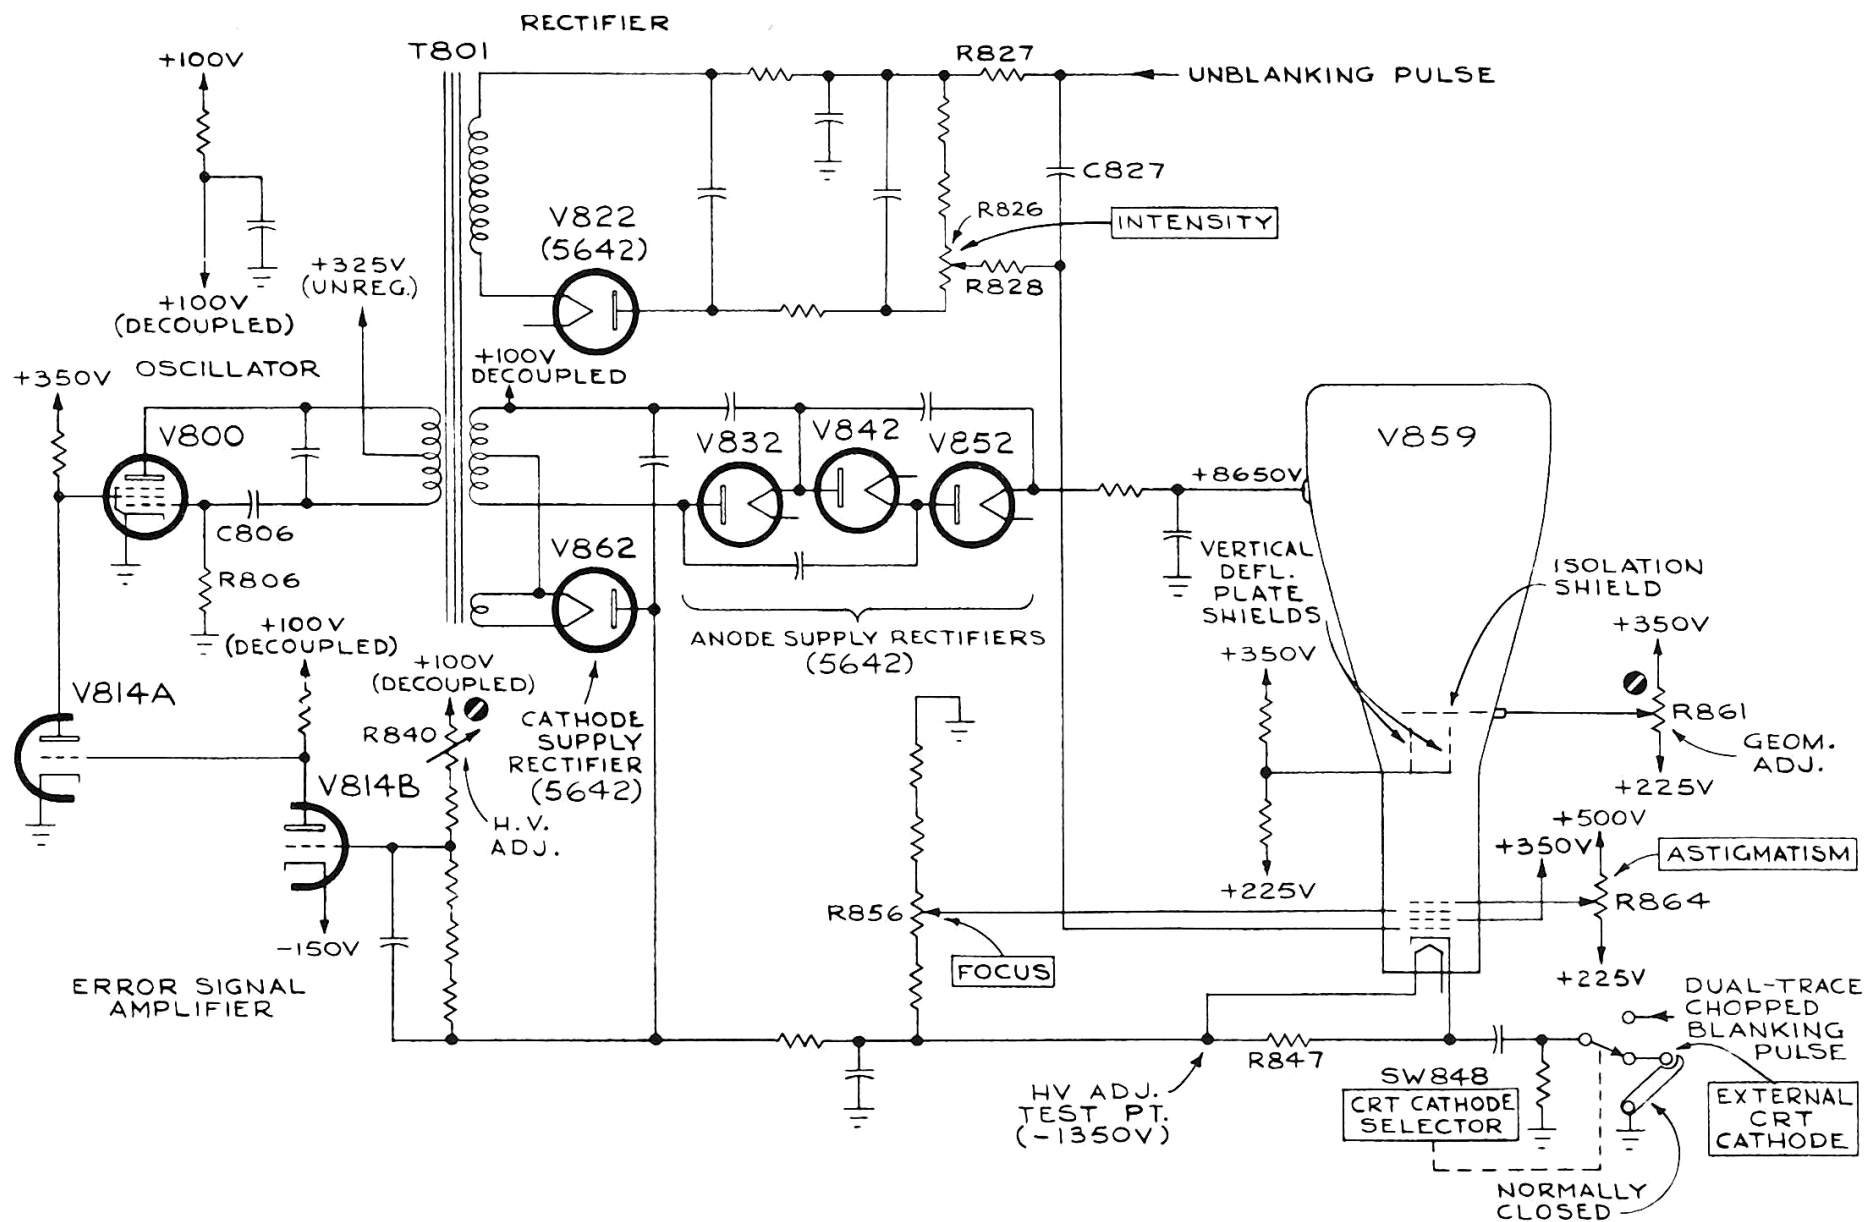 RECTIFIER
T801
+100V
R827
UNBLANKING PULSE
C827
V822
(5642)
R826
INTENSITY
R828
+325V
(UNREG.)
+100V
(DECOUPLED)
OSCILLATOR
+350V
+100V
DECOUPLED
V800
V832
V842
V852
V859
+8650V
C806
R806
V862
VERTICAL
DEFL.
PLATE
SHIELDS
ISOLATION
SHIELD
ANODE SUPPLY RECTIFIERS
(5642)
+100V
(DECOUPLED)
+100V
(DECOUPLED)
+350V
+350V
V814A
R840
CATHODE
SUPPLY
RECTIFIER
(5642)
R861
GEOM.
ADJ.
+225V
V814B
H.V.
ADJ.
+500V
+350V
ASTIGMATISM
+225V
R856
R864
-150V
FOCUS
+225V
ERROR SIGNAL
AMPLIFIER
DUAL-TRACE
CHOPPED
BLANKING
PULSE
R847
HV ADJ.
TEST PT.
(-1350V)
SW848
CRT CATHODE
SELECTOR
EXTERNAL
CRT
CATHODE
NORMALLY
CLOSED